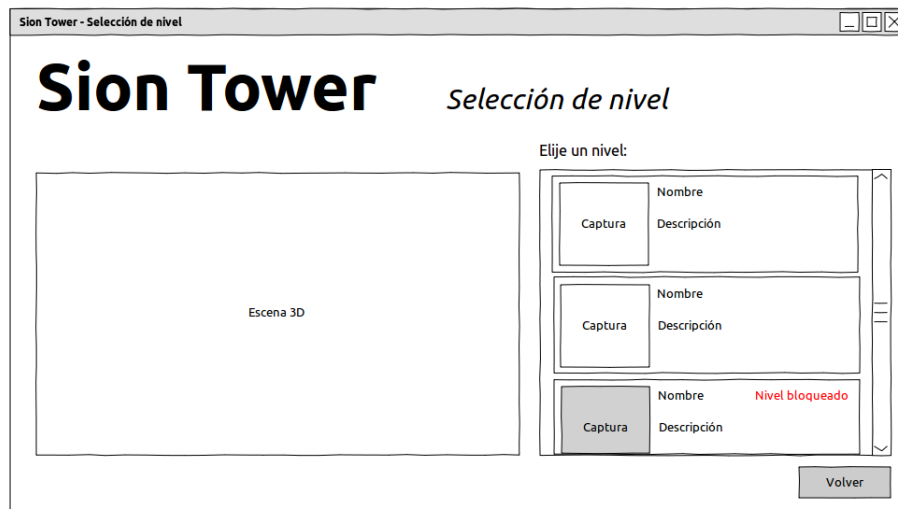 Sion Tower - Selección de nivel
Sion Tower
Selección de nivel
Elije un nivel:
Escena 3D
Captura
Nombre
Descripción
Captura
Nombre
Descripción
Captura
Nombre
Nivel bloqueado
Descripción
Volver